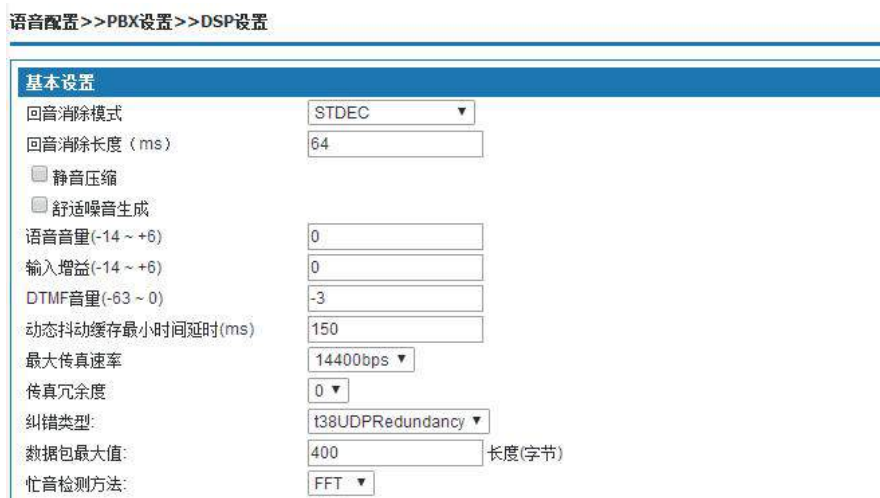 语音配置>>PBX设置>>DSP设置
基本设置
回音消除模式 STDEC
回音消除长度（ms） 64
静音压缩
舒适噪音生成
语音音量(-14 ~ +6) 0
输入增益(-14 ~ +6) 0
DTMF音量(-63 ~ 0) -3
动态抖动缓存最小时间延时(ms) 150
最大传真速率 14400bps
传真冗余度 0
纠错类型: t38UDPRedundancy
数据包最大值: 400 长度(字节)
忙音检测方法: FFT